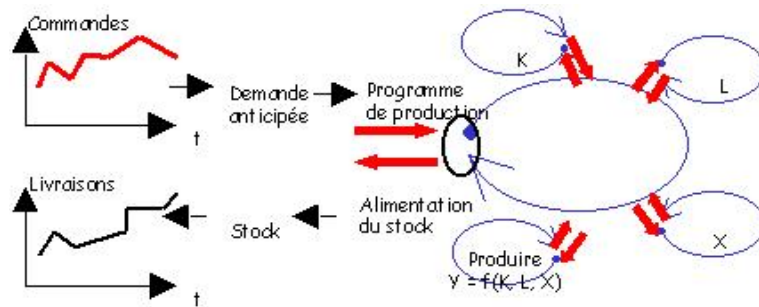 Commandes
t
Demande
anticipée
Programme
de production
K
L
Livraisons
t
Stock
Alimentation
du stock
Produire
Y = f(K, L, X)
X